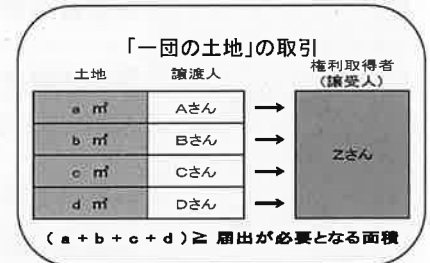 「一団の土地」の取引
土地 譲渡人 権利取得者
(譲受人)
a ㎡ Aさん → Zさん
b ㎡ Bさん →
c ㎡ Cさん →
d ㎡ Dさん →
(a+b+c+d)≧ 届出が必要となる面積